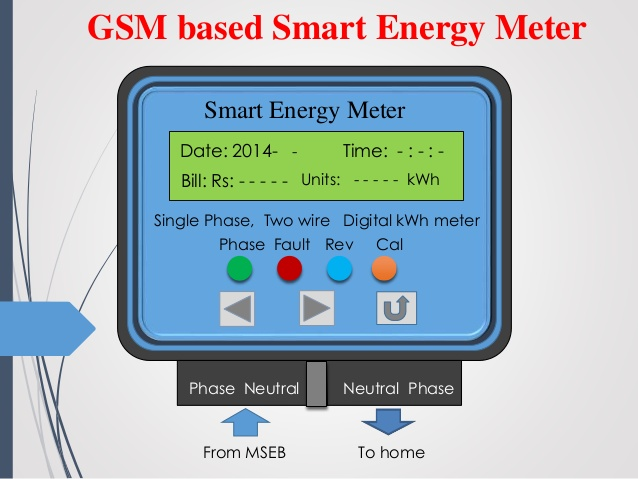 GSM based Smart Energy Meter
Smart Energy Meter
Date: 2014- - Time: - : - : -
Bill: Rs: - - - - - Units: - - - - - kWh
Single Phase, Two wire Digital kWh meter
Phase Fault Rev Cal
Phase Neutral Neutral Phase
From MSEB To home